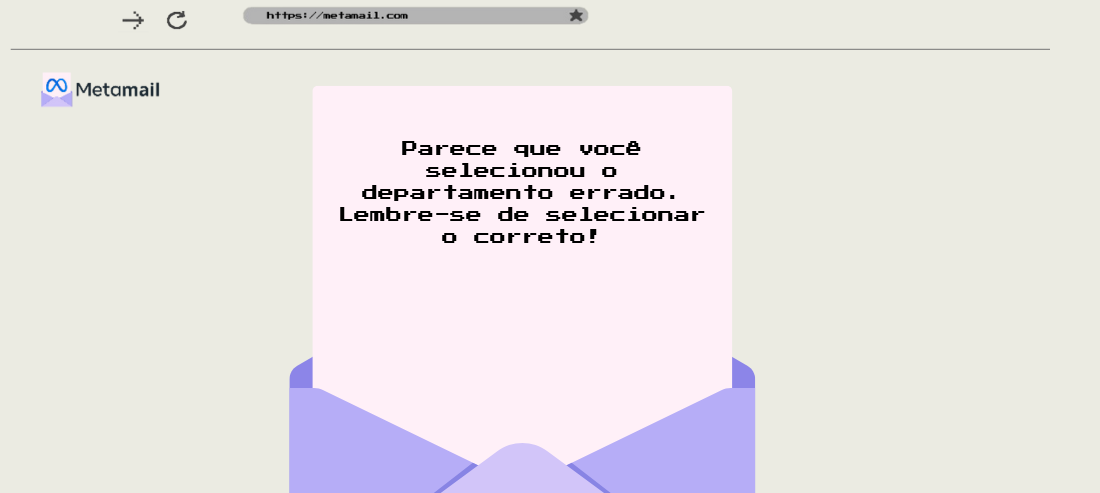 https://metamail.com
Metamail
Parece que você
selecionou o
departamento errado.
Lembre-se de selecionar
o correto!